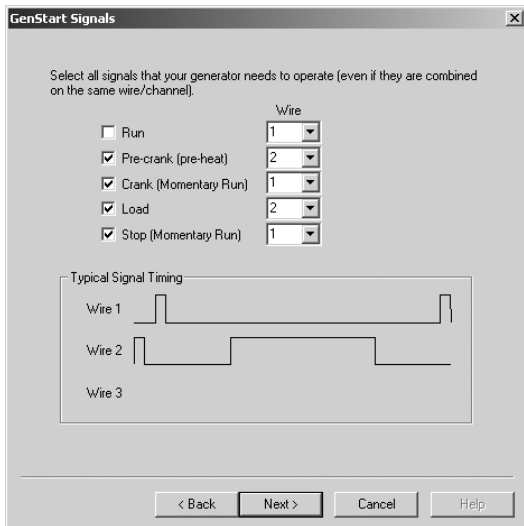 GenStart Signals
Select all signals that your generator needs to operate (even if they are combined
on the same wire/channel).
Wire
Run 1
Pre-crank (pre-heat) 2
Crank (Momentary Run) 1
Load 2
Stop (Momentary Run) 1
Typical Signal Timing
Wire 1
Wire 2
Wire 3
< Back Next > Cancel Help